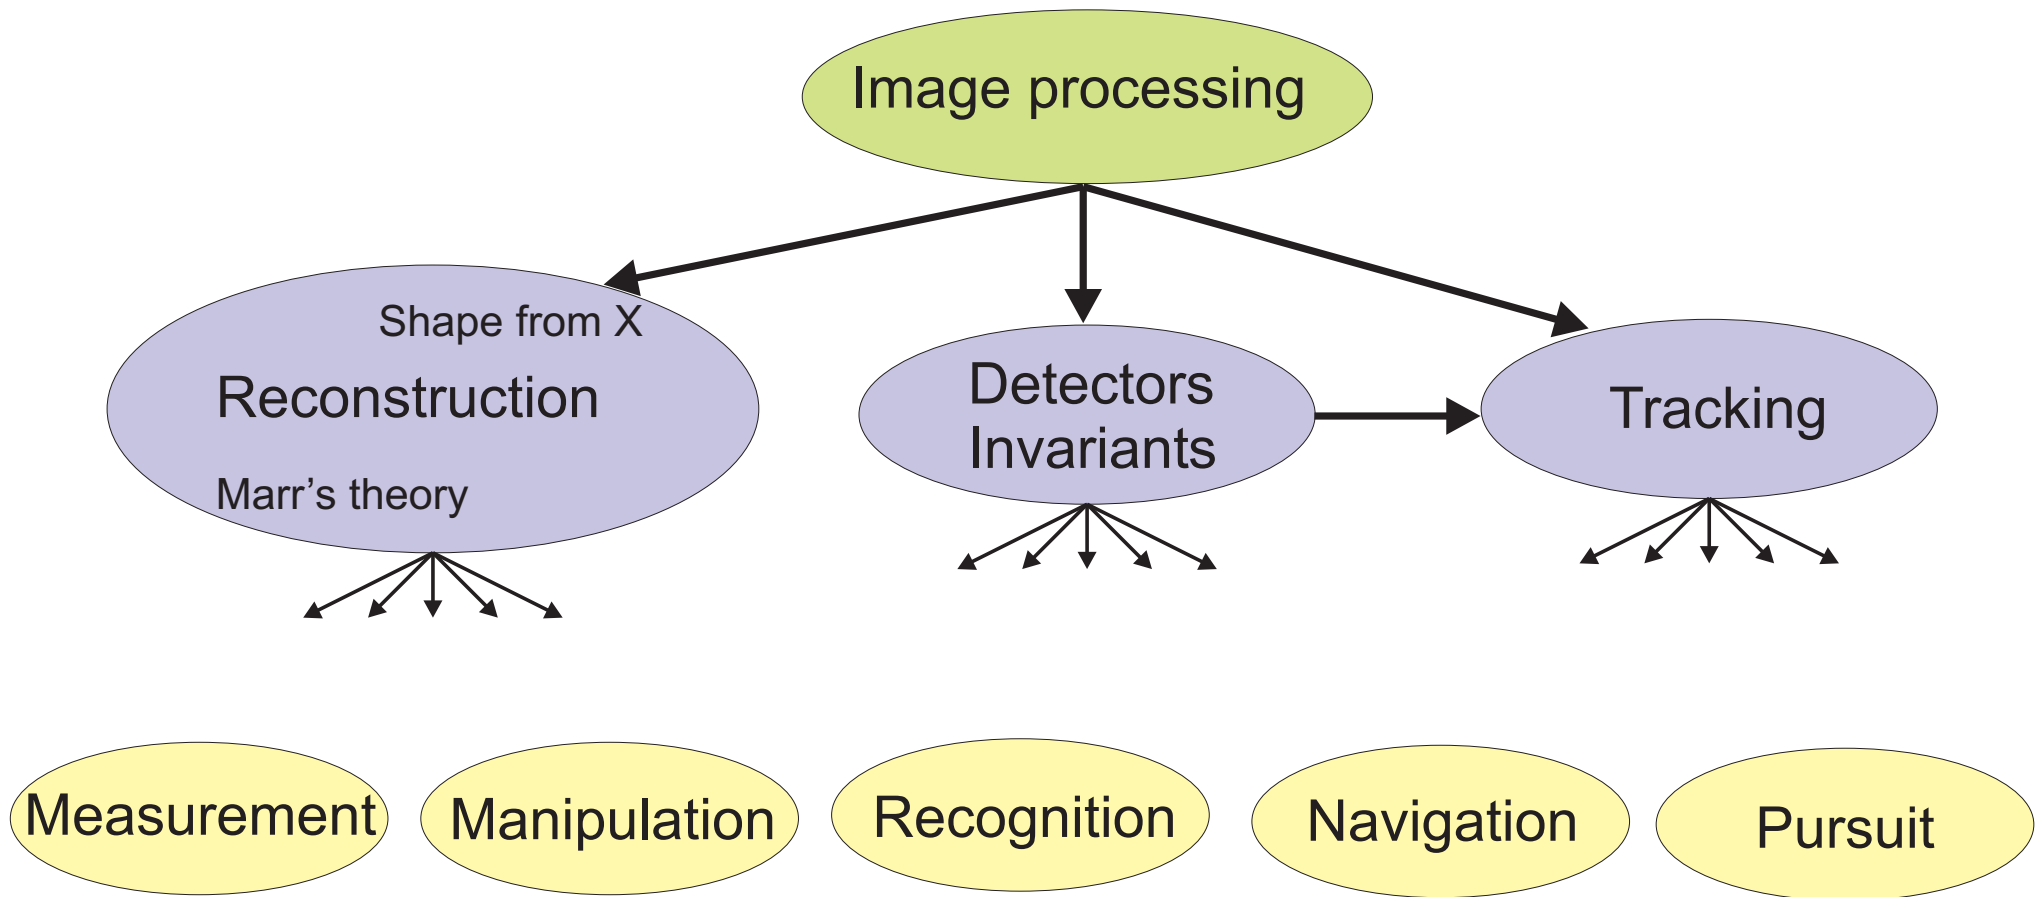 Image processing
Shape from X
Reconstruction
Marr’s theory
Detectors
Invariants
Tracking
Measurement
Manipulation
Recognition
Navigation
Pursuit